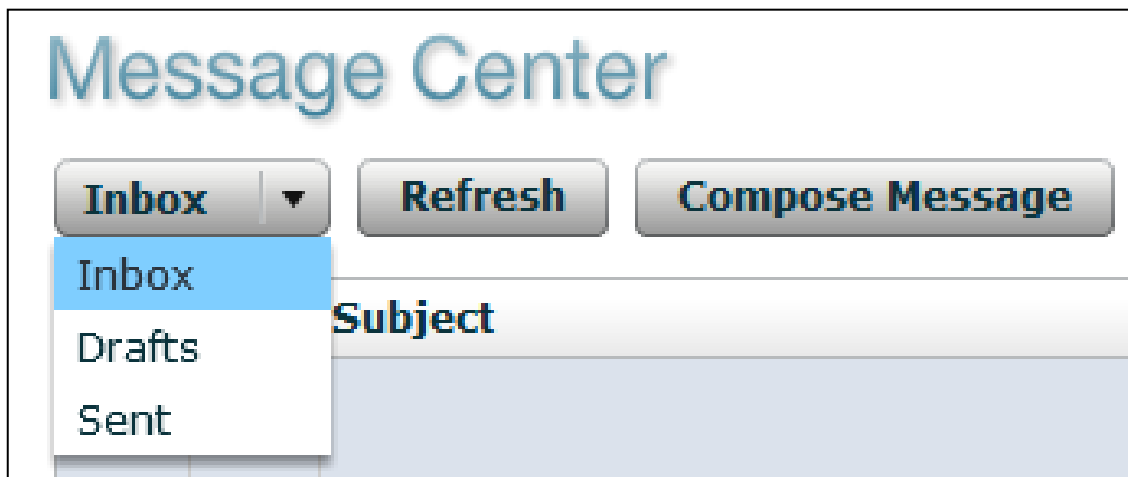 Message Center
Inbox Refresh Compose Message
Inbox
Subject
Drafts
Sent